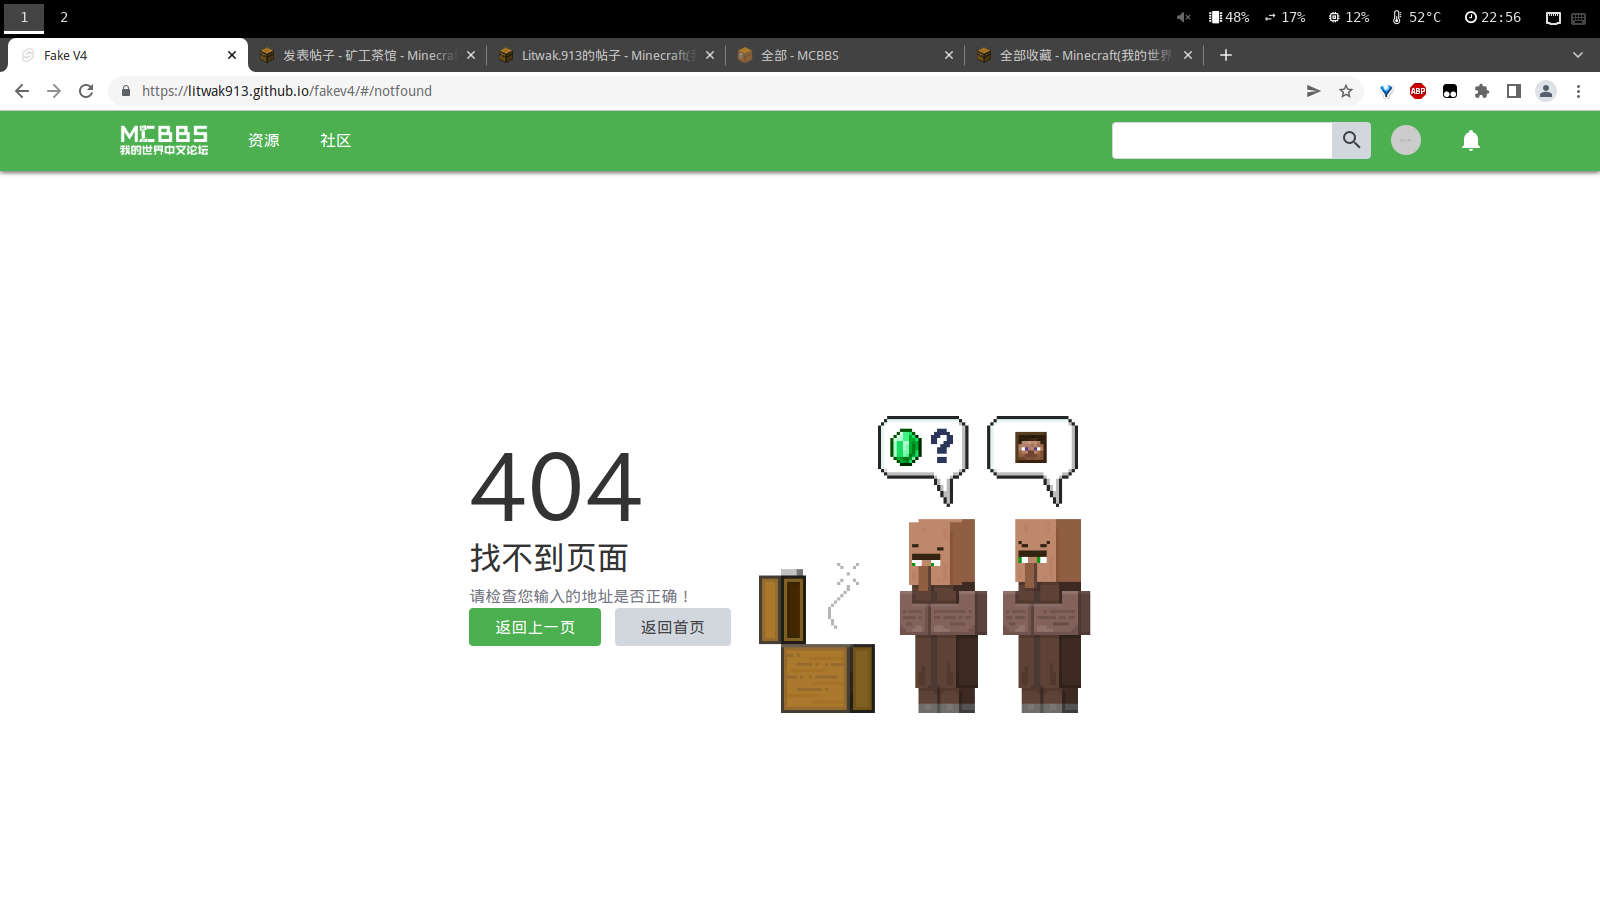 1 2 48% 17% 12% 52°C 22:56
Fake V4 发表帖子 - 矿工茶馆 - Minecraf Litwak.913的帖子 - Minecraft( 全部 - MCBBS 全部收藏 - Minecraft(我的世界
https://litwak913.github.io/fakev4/#/notfound ABP
MCBBS
我的世界中文论坛
资源 社区
404
找不到页面
请检查您输入的地址是否正确！
返回上一页 返回首页